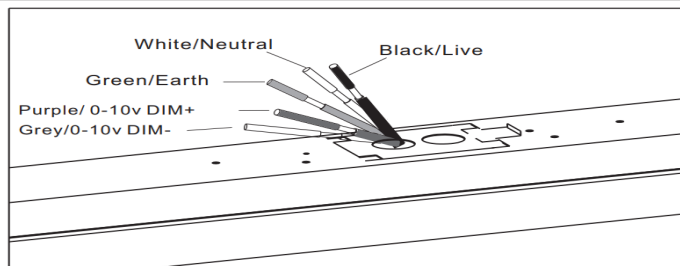 White/Neutral
Black/Live
Green/Earth
Purple/ 0-10v DIM+
Grey/0-10v DIM-